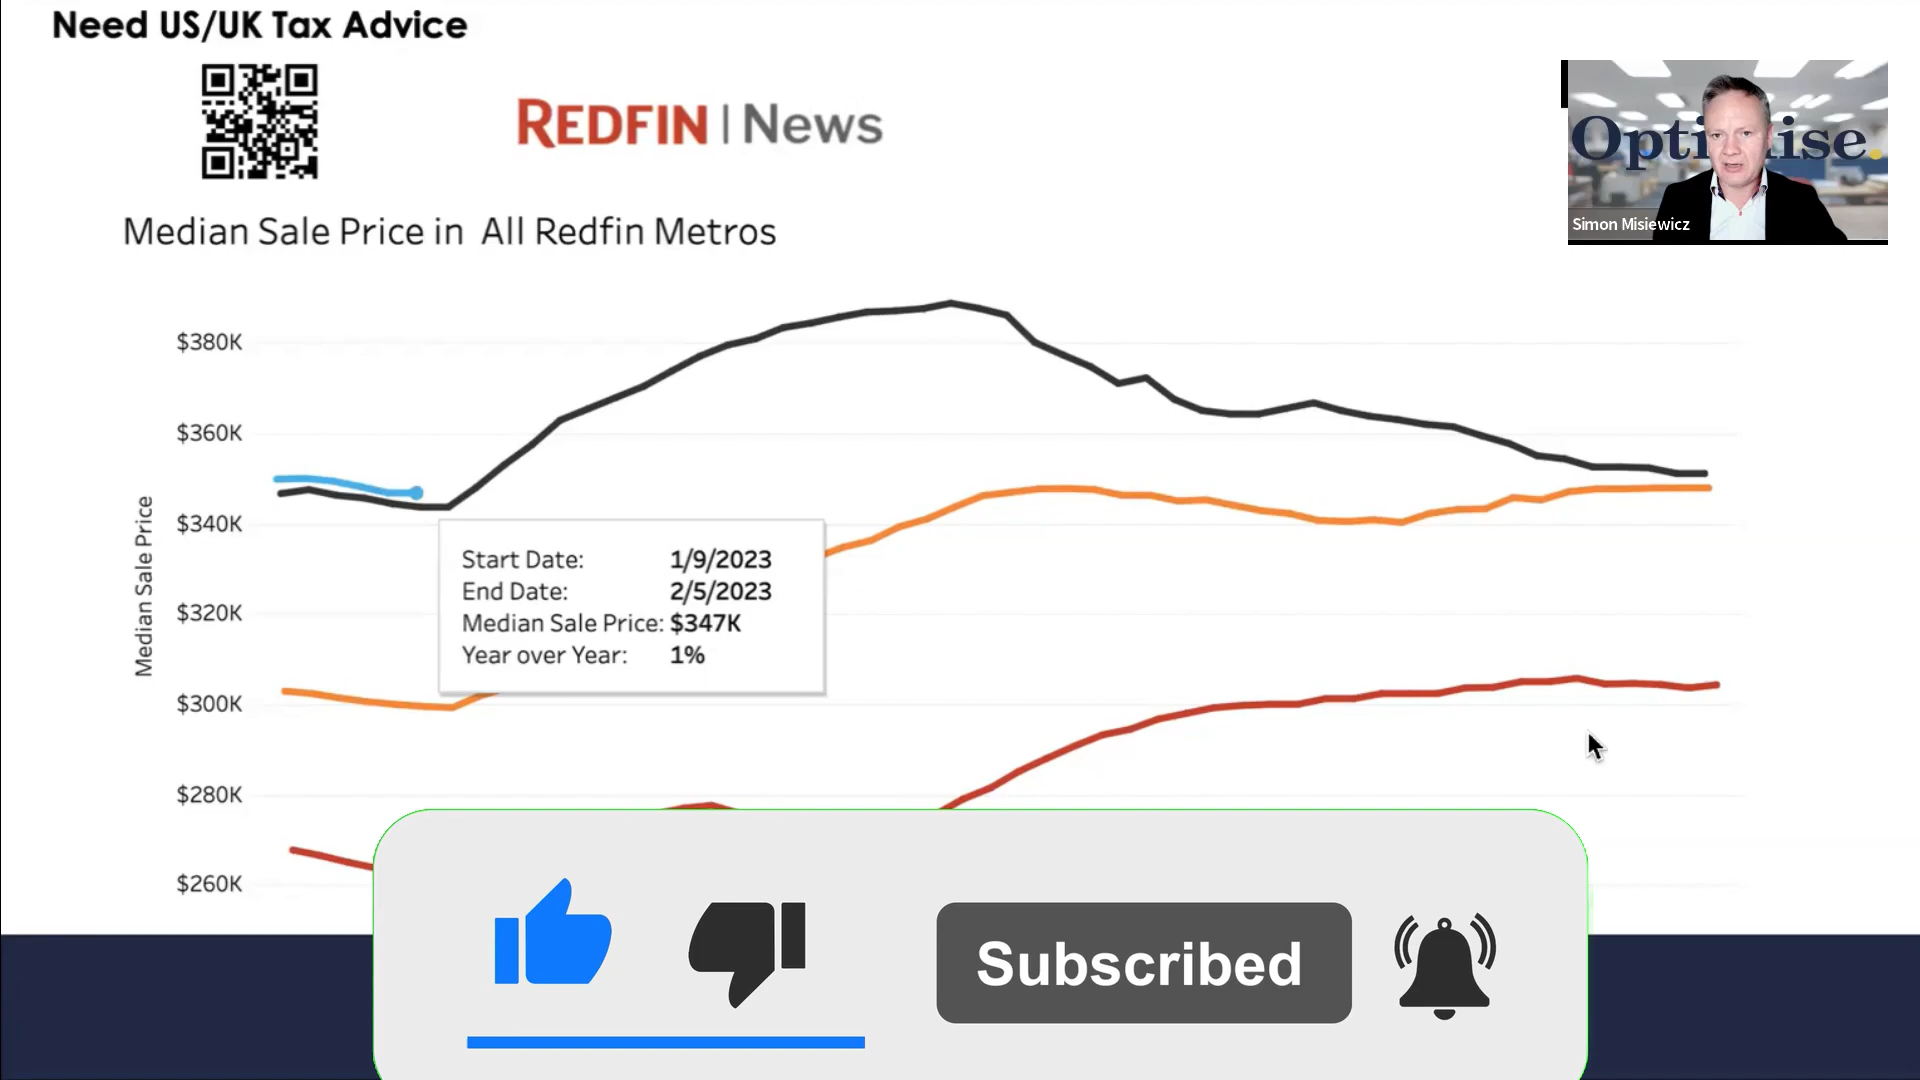 Need US/UK Tax Advice
REDFIN | News
Median Sale Price in All Redfin Metros
Optimise.
Simon Misiewicz
Median Sale Price
$380K
$360K
$340K
$320K
$300K
$280K
$260K
Start Date: 1/9/2023
End Date: 2/5/2023
Median Sale Price: $347K
Year over Year: 1%
Subscribed